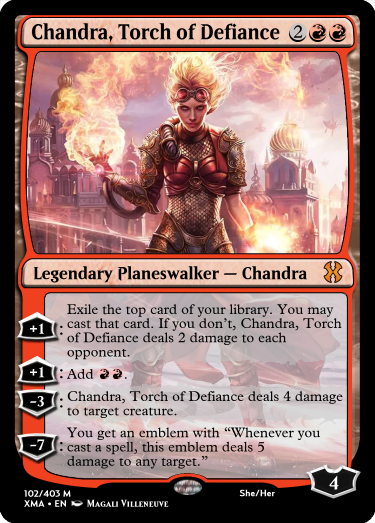 Chandra, Torch of Defiance 2
Legendary Planeswalker — Chandra
Exile the top card of your library. You may
cast that card. If you don't, Chandra, Torch
+1: of Defiance deals 2 damage to each
opponent.
+1: Add .
Chandra, Torch of Defiance deals 4 damage
-3: to target creature.
You get an emblem with “Whenever you
-7: cast a spell, this emblem deals 5
damage to any target.”
102/403 M
She/Her
4
XMA • EN Magali Villeneuve